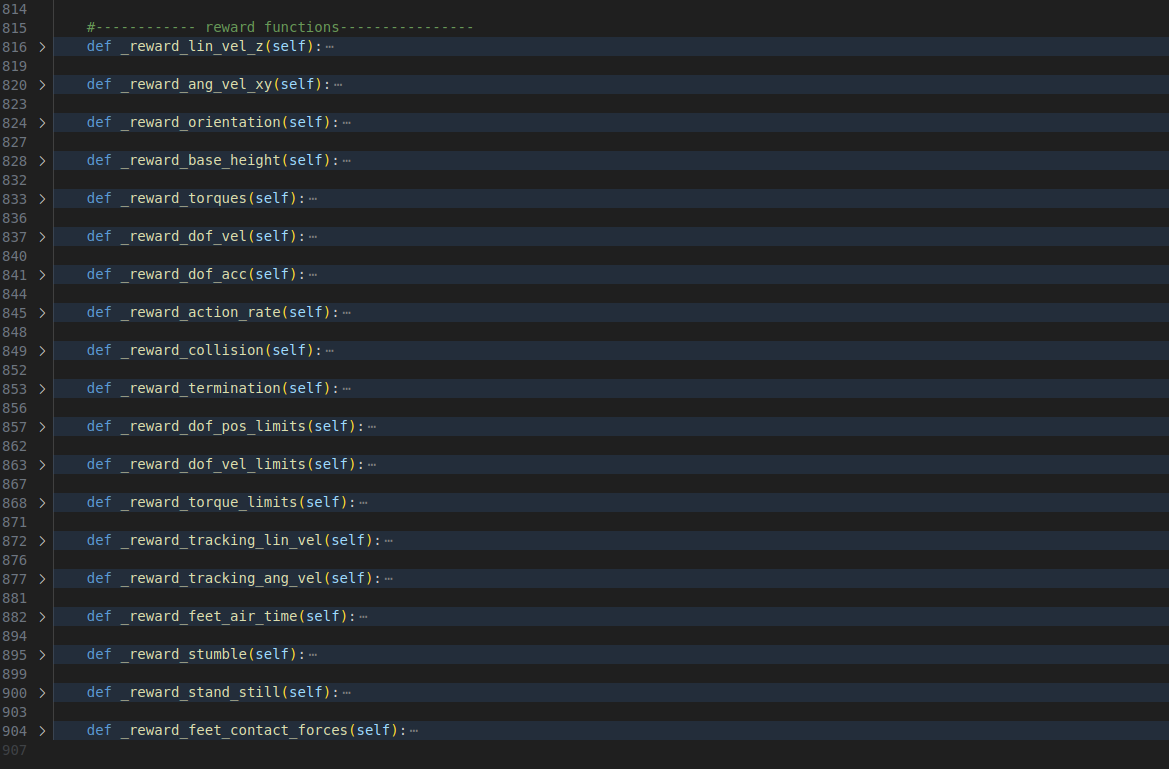 814
815 #------------ reward functions----------------
816 > def _reward_lin_vel_z(self):⋯
819
820 > def _reward_ang_vel_xy(self):⋯
823
824 > def _reward_orientation(self):⋯
827
828 > def _reward_base_height(self):⋯
832
833 > def _reward_torques(self):⋯
836
837 > def _reward_dof_vel(self):⋯
840
841 > def _reward_dof_acc(self):⋯
844
845 > def _reward_action_rate(self):⋯
848
849 > def _reward_collision(self):⋯
852
853 > def _reward_termination(self):⋯
856
857 > def _reward_dof_pos_limits(self):⋯
862
863 > def _reward_dof_vel_limits(self):⋯
867
868 > def _reward_torque_limits(self):⋯
871
872 > def _reward_tracking_lin_vel(self):⋯
876
877 > def _reward_tracking_ang_vel(self):⋯
881
882 > def _reward_feet_air_time(self):⋯
894
895 > def _reward_stumble(self):⋯
899
900 > def _reward_stand_still(self):⋯
903
904 > def _reward_feet_contact_forces(self):⋯
907